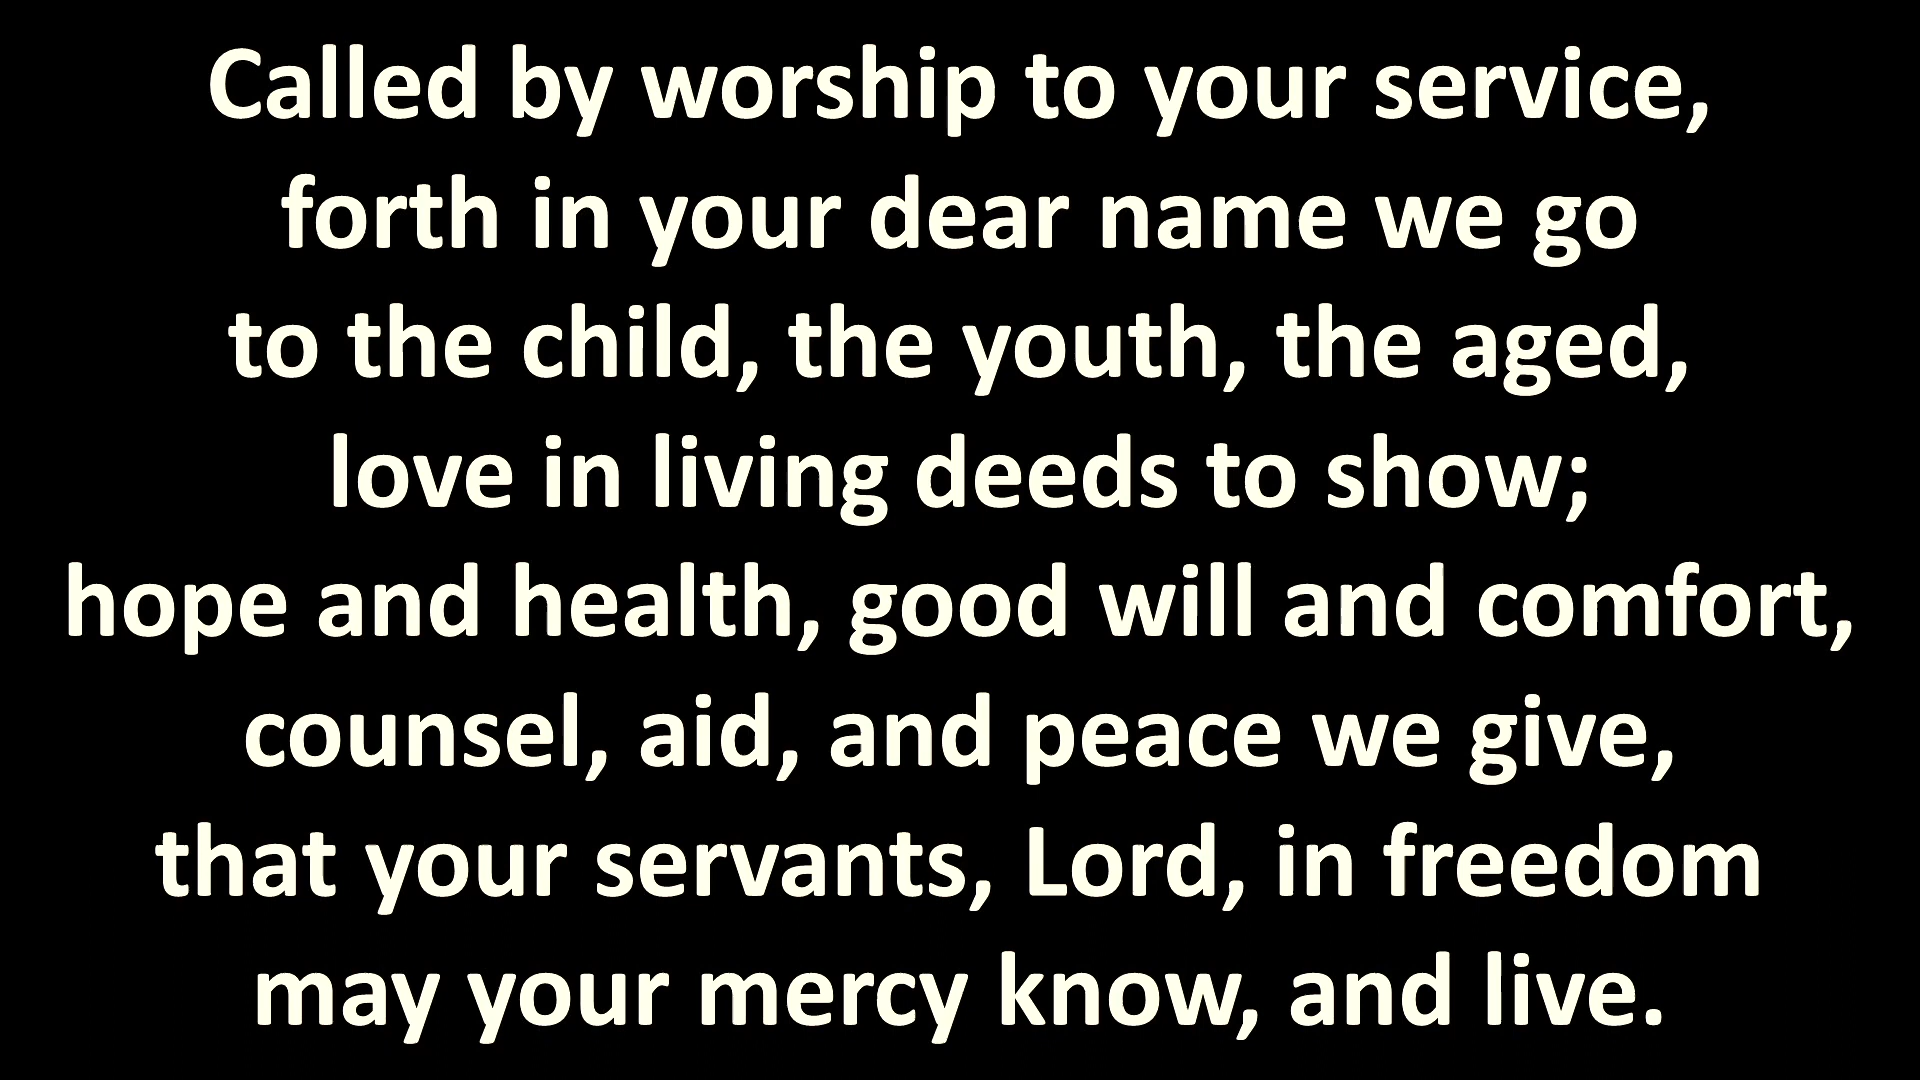 Called by worship to your service,
forth in your dear name we go
to the child, the youth, the aged,
love in living deeds to show;
hope and health, good will and comfort,
counsel, aid, and peace we give,
that your servants, Lord, in freedom
may your mercy know, and live.